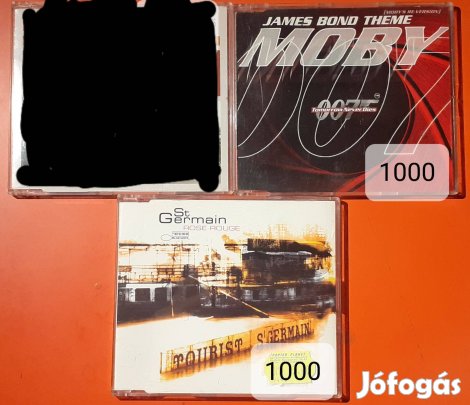 [MOBY'S RE-VERSION]
JAMES BOND THEME
MOBY
007
007
Tomorrow Never Dies
1000
St
Germain
ROSE ROUGE
TOURIST S GERMAIN
1000
Jófogás